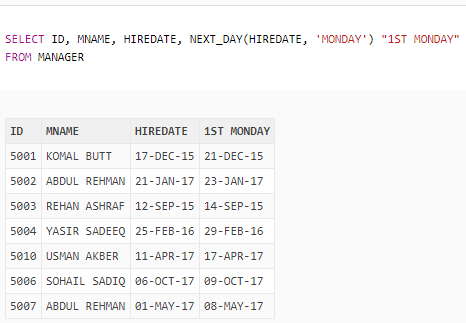 SELECT ID, MNAME, HIREDATE, NEXT_DAY(HIREDATE, 'MONDAY') "1ST MONDAY"
FROM MANAGER
ID MNAME HIREDATE 1ST MONDAY
5001 KOMAL BUTT 17-DEC-15 21-DEC-15
5002 ABDUL REHMAN 21-JAN-17 23-JAN-17
5003 REHAN ASHRAF 12-SEP-15 14-SEP-15
5004 YASIR SADEEQ 25-FEB-16 29-FEB-16
5010 USMAN AKBER 11-APR-17 17-APR-17
5006 SOHAIL SADIQ 06-OCT-17 09-OCT-17
5007 ABDUL REHMAN 01-MAY-17 08-MAY-17